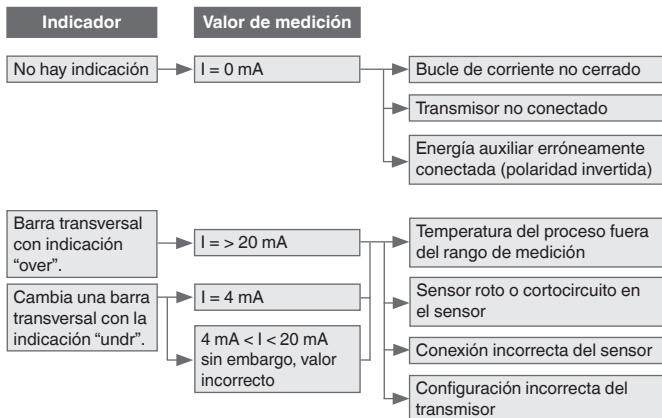 Indicador
Valor de medición
No hay indicación
I = 0 mA
Bucle de corriente no cerrado
Transmisor no conectado
Energía auxiliar erróneamente
conectada (polaridad invertida)
Barra transversal
con indicación
“over”.
I = > 20 mA
Temperatura del proceso fuera
del rango de medición
Cambia una barra
transversal con la
indicación “undr”.
I = 4 mA
Sensor roto o cortocircuito en
el sensor
4 mA < I < 20 mA
sin embargo, valor
incorrecto
Conexión incorrecta del sensor
Configuración incorrecta del
transmisor